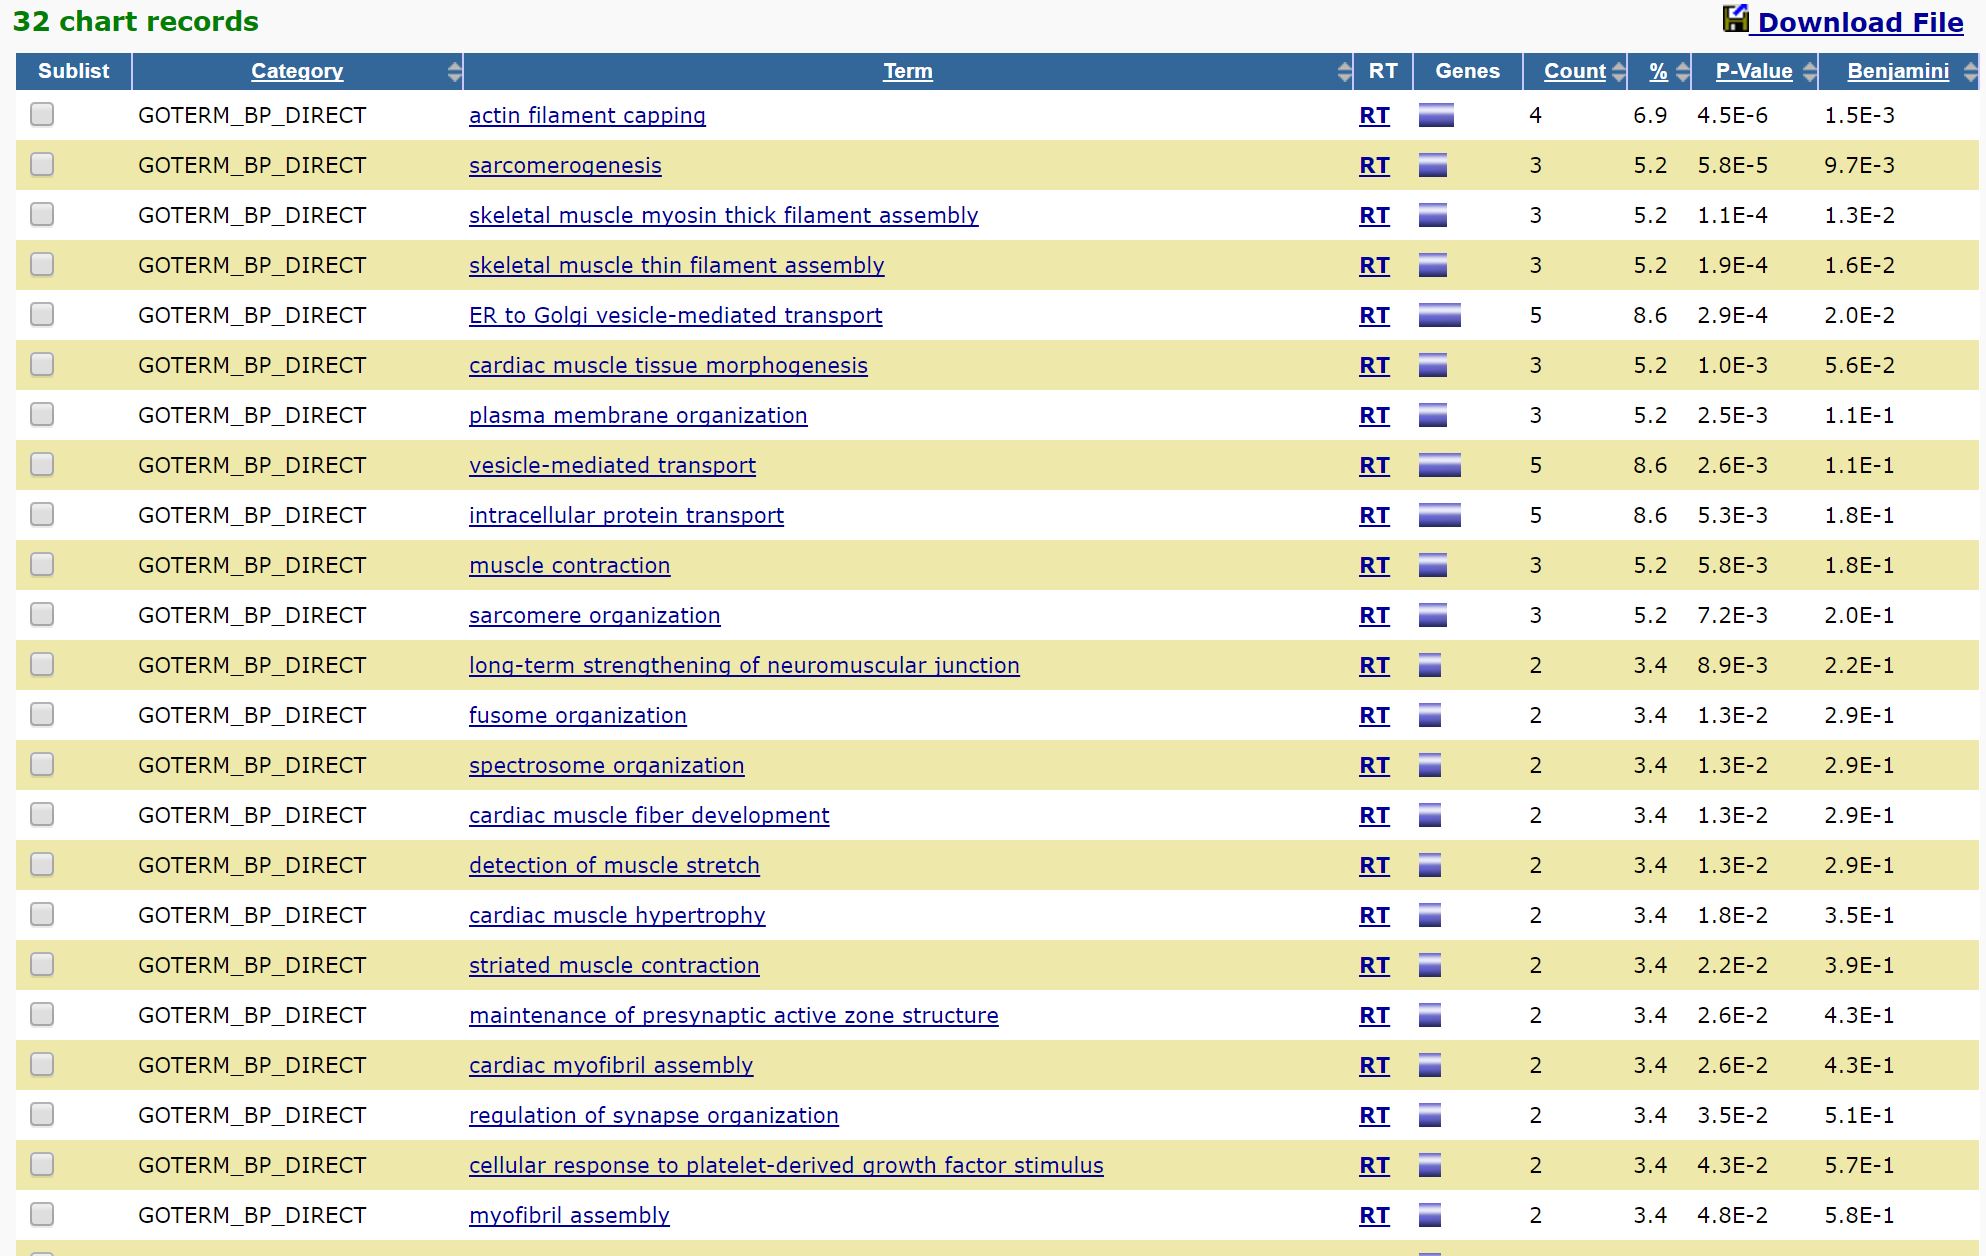 32 chart records
Download File
Sublist Category Term RT Genes Count % P-Value Benjamini
GOTERM_BP_DIRECT actin filament capping RT 4 6.9 4.5E-6 1.5E-3
GOTERM_BP_DIRECT sarcomerogenesis RT 3 5.2 5.8E-5 9.7E-3
GOTERM_BP_DIRECT skeletal muscle myosin thick filament assembly RT 3 5.2 1.1E-4 1.3E-2
GOTERM_BP_DIRECT skeletal muscle thin filament assembly RT 3 5.2 1.9E-4 1.6E-2
GOTERM_BP_DIRECT ER to Golgi vesicle-mediated transport RT 5 8.6 2.9E-4 2.0E-2
GOTERM_BP_DIRECT cardiac muscle tissue morphogenesis RT 3 5.2 1.0E-3 5.6E-2
GOTERM_BP_DIRECT plasma membrane organization RT 3 5.2 2.5E-3 1.1E-1
GOTERM_BP_DIRECT vesicle-mediated transport RT 5 8.6 2.6E-3 1.1E-1
GOTERM_BP_DIRECT intracellular protein transport RT 5 8.6 5.3E-3 1.8E-1
GOTERM_BP_DIRECT muscle contraction RT 3 5.2 5.8E-3 1.8E-1
GOTERM_BP_DIRECT sarcomere organization RT 3 5.2 7.2E-3 2.0E-1
GOTERM_BP_DIRECT long-term strengthening of neuromuscular junction RT 2 3.4 8.9E-3 2.2E-1
GOTERM_BP_DIRECT fusome organization RT 2 3.4 1.3E-2 2.9E-1
GOTERM_BP_DIRECT spectrosome organization RT 2 3.4 1.3E-2 2.9E-1
GOTERM_BP_DIRECT cardiac muscle fiber development RT 2 3.4 1.3E-2 2.9E-1
GOTERM_BP_DIRECT detection of muscle stretch RT 2 3.4 1.3E-2 2.9E-1
GOTERM_BP_DIRECT cardiac muscle hypertrophy RT 2 3.4 1.8E-2 3.5E-1
GOTERM_BP_DIRECT striated muscle contraction RT 2 3.4 2.2E-2 3.9E-1
GOTERM_BP_DIRECT maintenance of presynaptic active zone structure RT 2 3.4 2.6E-2 4.3E-1
GOTERM_BP_DIRECT cardiac myofibril assembly RT 2 3.4 2.6E-2 4.3E-1
GOTERM_BP_DIRECT regulation of synapse organization RT 2 3.4 3.5E-2 5.1E-1
GOTERM_BP_DIRECT cellular response to platelet-derived growth factor stimulus RT 2 3.4 4.3E-2 5.7E-1
GOTERM_BP_DIRECT myofibril assembly RT 2 3.4 4.8E-2 5.8E-1